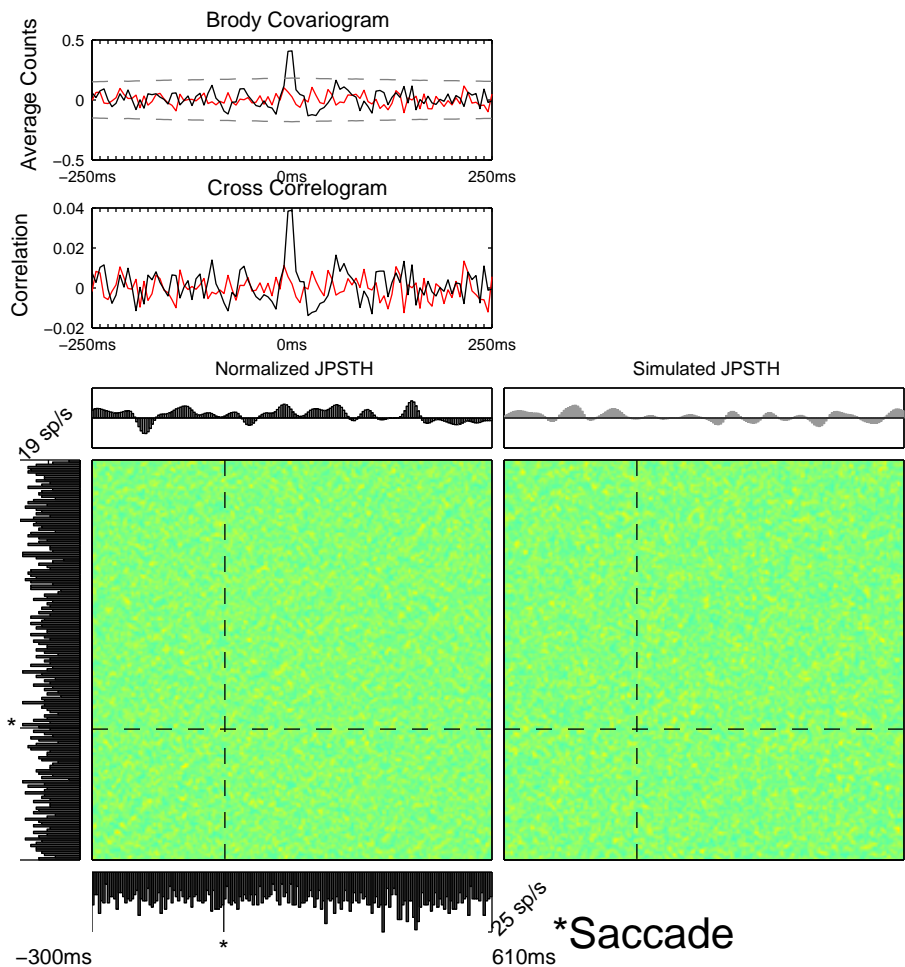 Brody Covariogram
Average Counts
0.5
0
−0.5
−250ms
0ms
250ms
Cross Correlogram
Correlation
0.04
0.02
0
−0.02
−250ms
0ms
250ms
Normalized JPSTH
Simulated JPSTH
19 sp/s
*
25 sp/s
*
*Saccade
−300ms
610ms